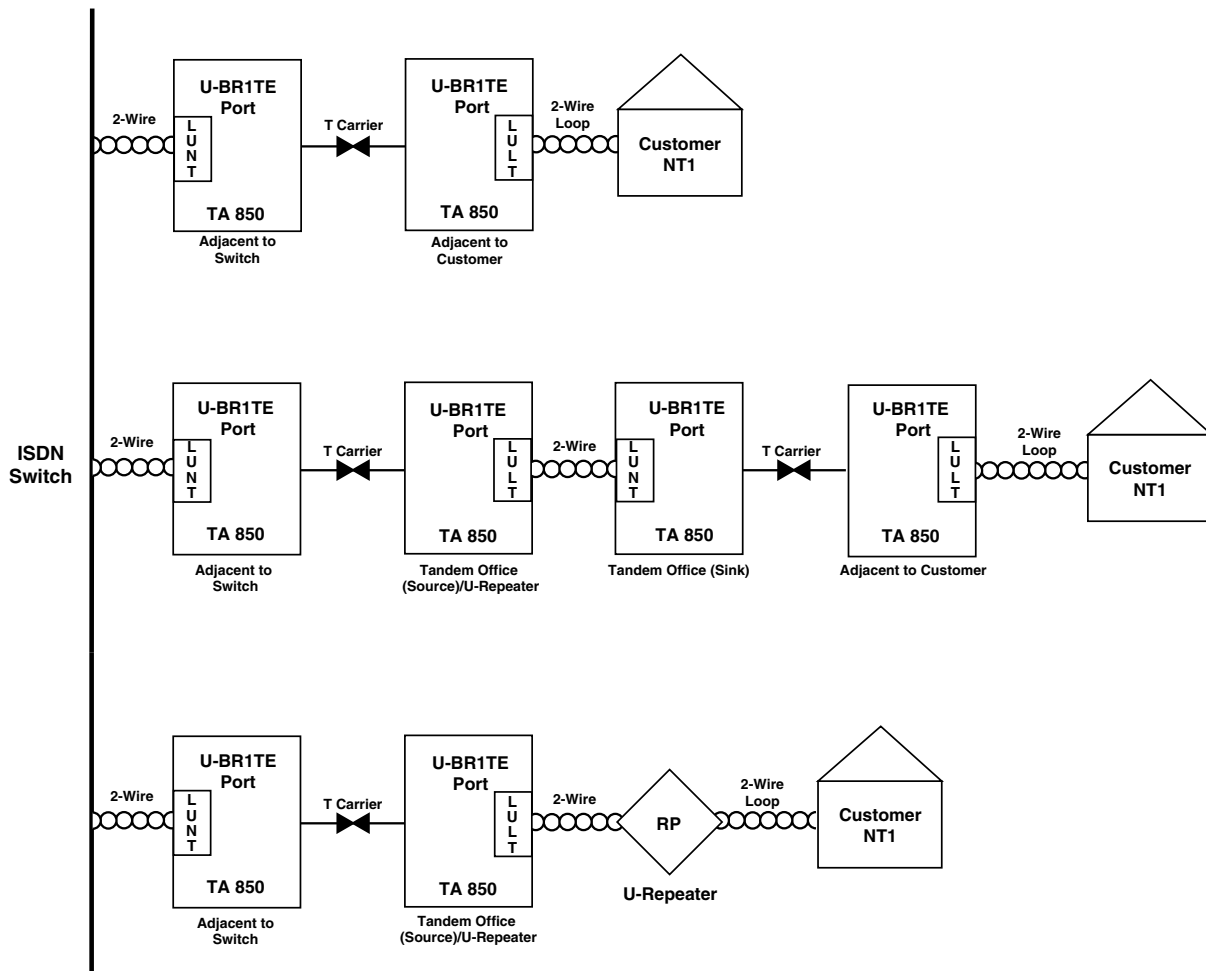 2-Wire
L
U
N
T
U-BR1TE
Port
TA 850
Adjacent to
Switch
T Carrier
U-BR1TE
Port
L
U
L
T
TA 850
Adjacent to
Customer
2-Wire
Loop
Customer
NT1
ISDN
Switch
2-Wire
L
U
N
T
U-BR1TE
Port
TA 850
Adjacent to
Switch
T Carrier
U-BR1TE
Port
L
U
L
T
TA 850
Tandem Office
(Source)/U-Repeater
2-Wire
L
U
N
T
U-BR1TE
Port
TA 850
Tandem Office (Sink)
T Carrier
U-BR1TE
Port
L
U
L
T
TA 850
Adjacent to Customer
2-Wire
Loop
Customer
NT1
2-Wire
L
U
N
T
U-BR1TE
Port
TA 850
Adjacent to
Switch
T Carrier
U-BR1TE
Port
L
U
L
T
TA 850
Tandem Office
(Source)/U-Repeater
2-Wire
RP
U-Repeater
2-Wire
Loop
Customer
NT1